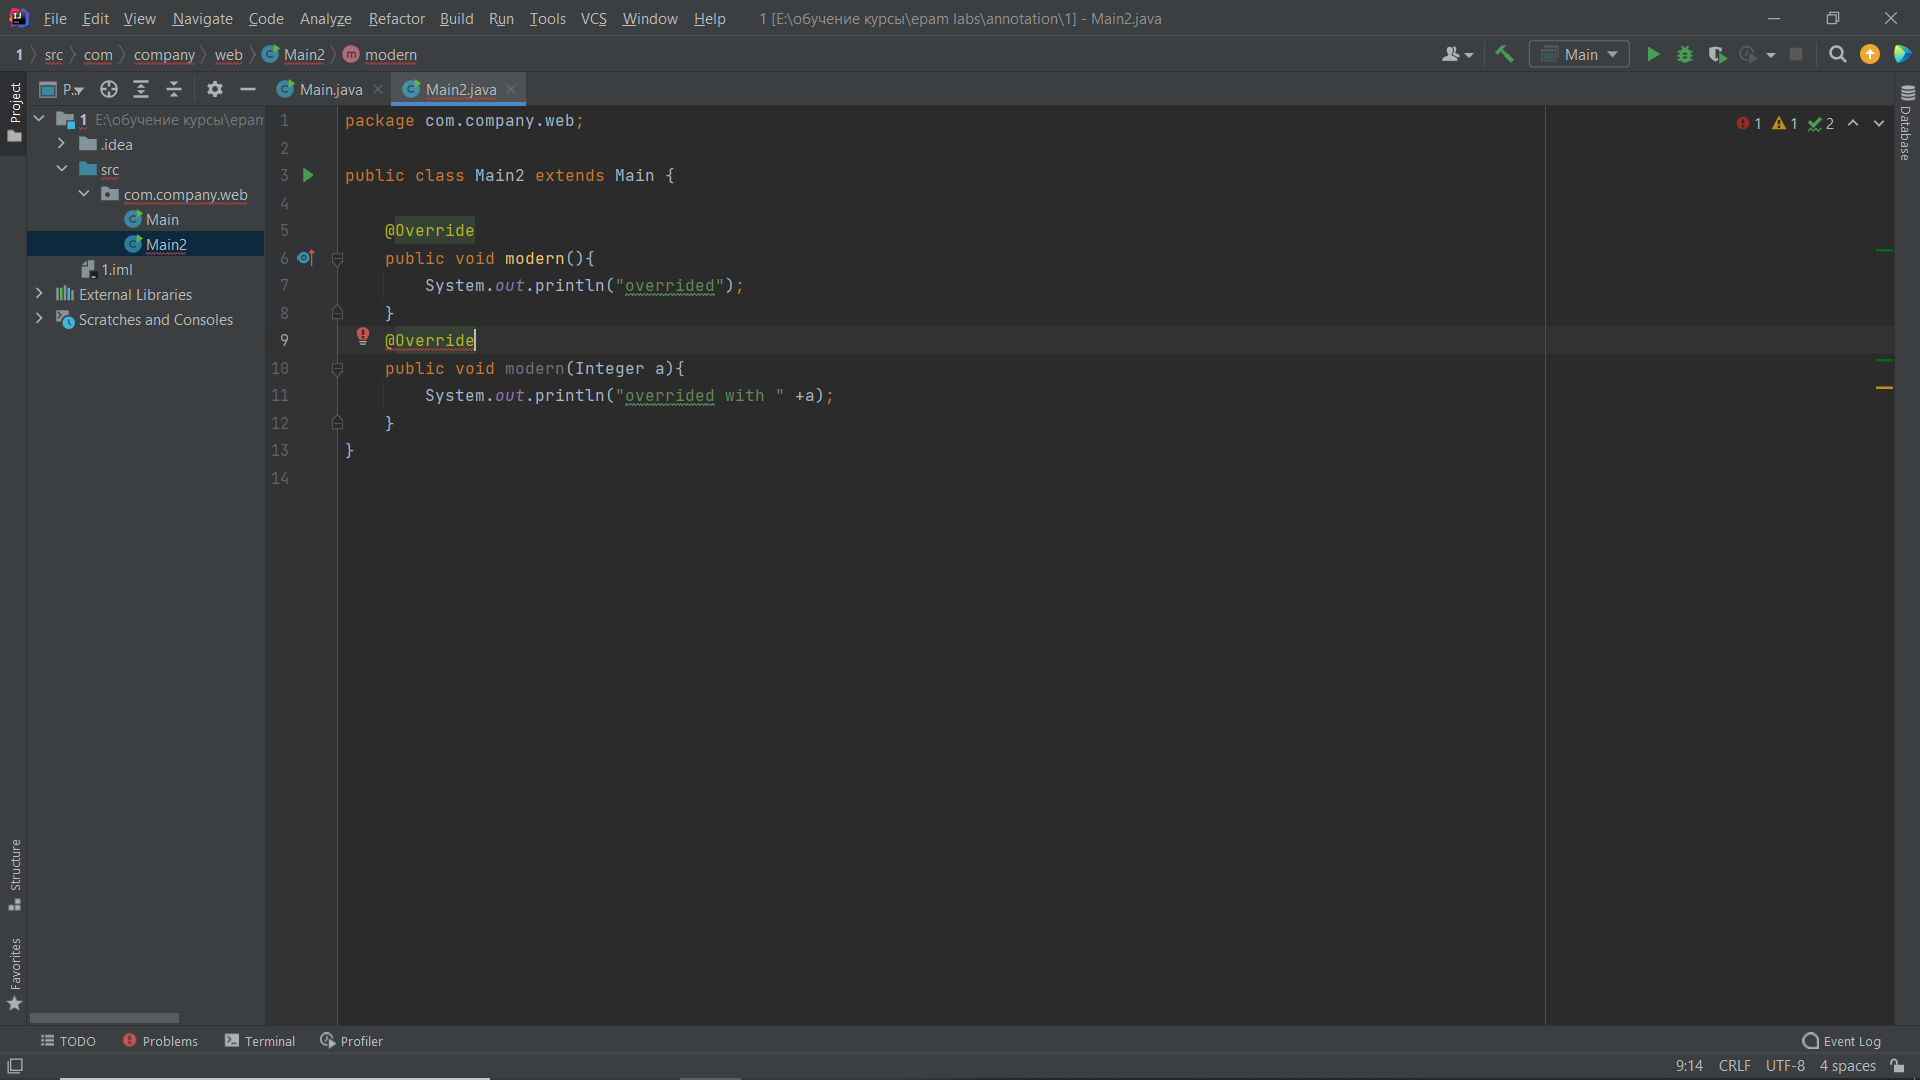 File Edit View Navigate Code Analyze Refactor Build Run Tools VCS Window Help 1 [E:\обучение курсы\epam labs\annotation\1] - Main2.java
1 src com company web Main2 modern Main
Project
P.. Main.java Main2.java
1 E:\обучение курсы\epam
.idea
src
com.company.web
Main
Main2
1.iml
External Libraries
Scratches and Consoles
1 package com.company.web;
2
3 public class Main2 extends Main {
4
5 @Override
6 public void modern(){
7 System.out.println("overrided");
8 }
9 @Override
10 public void modern(Integer a){
11 System.out.println("overrided with " +a);
12 }
13 }
14
1 1 2
Database
Structure
Favorites
TODO Problems Terminal Profiler Event Log
9:14 CRLF UTF-8 4 spaces